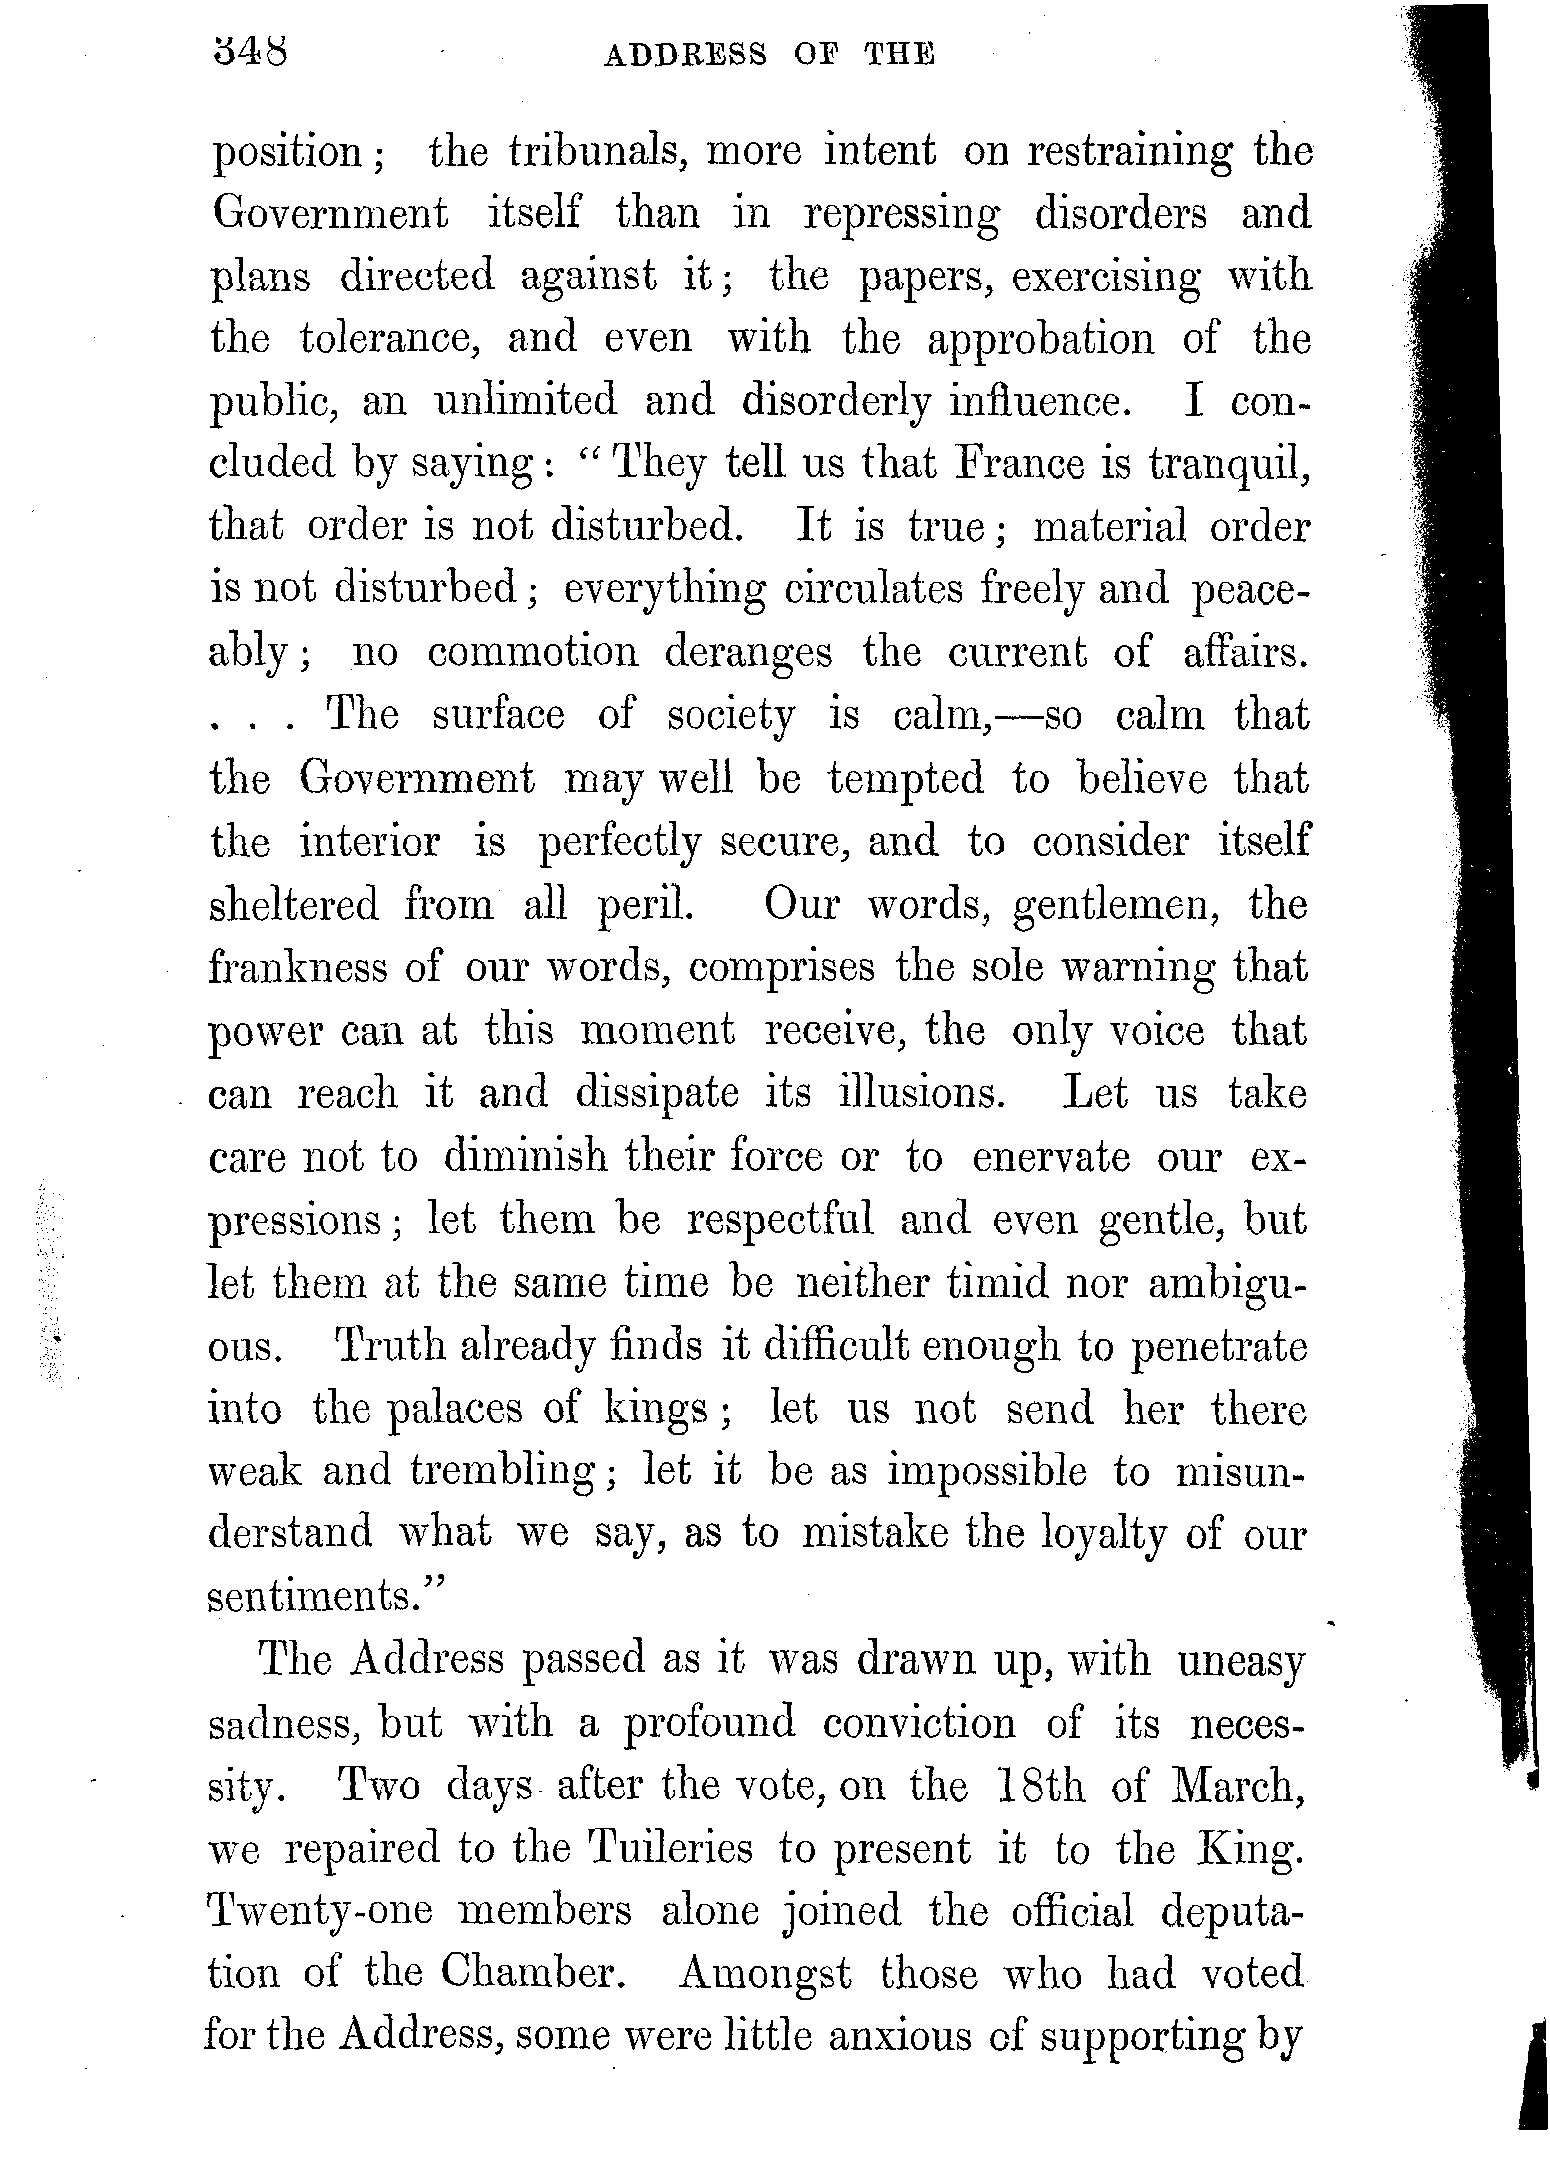 348 ADDRESS OF THE
position; the tribunals, more intent on restraining the
Government itself than in repressing disorders and
plans directed against it; the papers, exercising with
the tolerance, and even with the approbation of the
public, an unlimited and disorderly influence. I con-
cluded by saying: “They tell us that France is tranquil,
that order is not disturbed. It is true; material order
is not disturbed; everything circulates freely and peace-
ably; no commotion deranges the current of affairs.
. . . The surface of society is calm,—so calm that
the Government may well be tempted to believe that
the interior is perfectly secure, and to consider itself
sheltered from all peril. Our words, gentlemen, the
frankness of our words, comprises the sole warning that
power can at this moment receive, the only voice that
can reach it and dissipate its illusions. Let us take
care not to diminish their force or to enervate our ex-
pressions; let them be respectful and even gentle, but
let them at the same time be neither timid nor ambigu-
ous. Truth already finds it difficult enough to penetrate
into the palaces of kings; let us not send her there
weak and trembling; let it be as impossible to misun-
derstand what we say, as to mistake the loyalty of our
sentiments.”
The Address passed as it was drawn up, with uneasy
sadness, but with a profound conviction of its neces-
sity. Two days after the vote, on the 18th of March,
we repaired to the Tuileries to present it to the King.
Twenty-one members alone joined the official deputa-
tion of the Chamber. Amongst those who had voted
for the Address, some were little anxious of supporting by